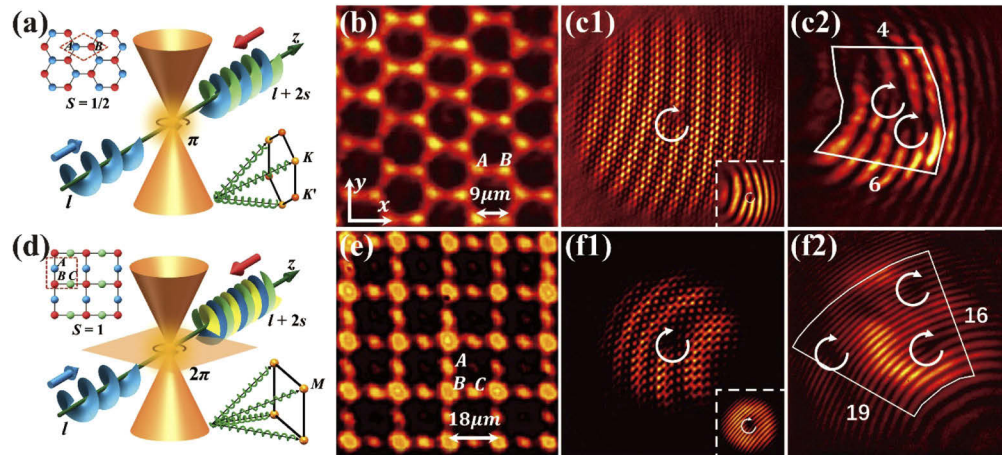 (a)
A
B
S = 1/2
z
l + 2s
π
l
K
K'
(b)
A B
y
x
9μm
(c1)
(c2)
4
6
(d)
A
B C
S = 1
z
l + 2s
2π
l
M
(e)
A
B C
18μm
(f1)
(f2)
16
19